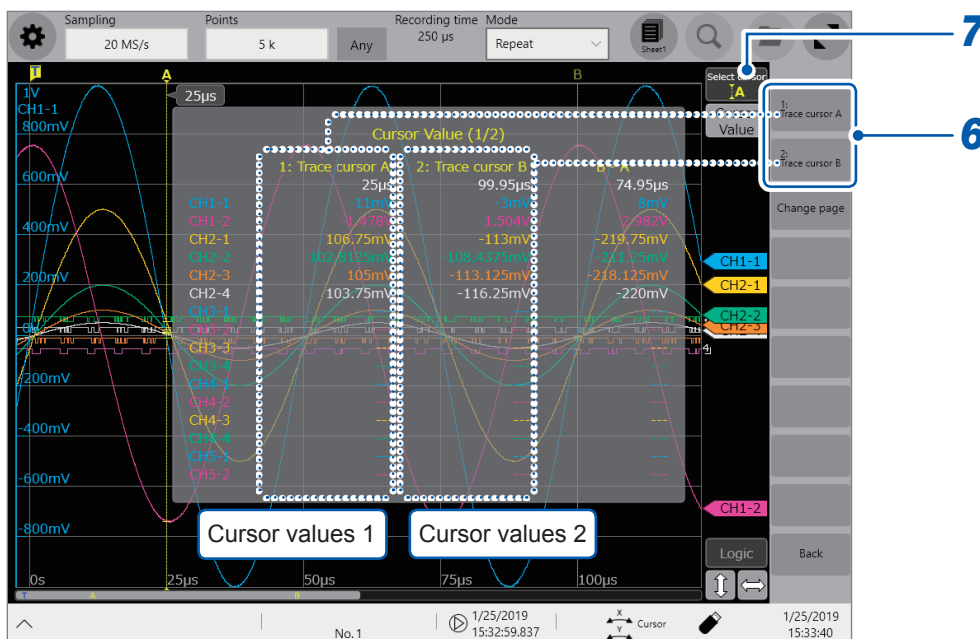 Sampling
Points
Recording time
Mode
20 MS/s
5 k
Any
250 µs
Repeat
Sheet1
7
T
A
B
Select cursor
A
25µs
Value
1V
CH1-1
800mV
600mV
400mV
200mV
0V
-200mV
-400mV
-600mV
-800mV
Cursor Value (1/2)
1: Trace cursor A 2: Trace cursor B B - A
25µs 99.95µs 74.95µs
CH1-1 -11mV -3mV 8mV
CH1-2 -1.478V 1.504V 2.982V
CH2-1 106.75mV -113mV -219.75mV
CH2-2 102.8125mV -108.4375mV -211.25mV
CH2-3 105mV -113.125mV -218.125mV
CH2-4 103.75mV -116.25mV -220mV
CH3-1 --- --- ---
CH3-2 --- --- ---
CH3-3 --- --- ---
CH3-4 --- --- ---
CH4-1 --- --- ---
CH4-2 --- --- ---
CH4-3 --- --- ---
CH4-4 --- --- ---
CH5-1 --- --- ---
CH5-2 --- --- ---
1:
Trace cursor A
2:
Trace cursor B
6
Change page
CH1-1
CH2-1
CH2-2
CH2-3
CH1-2
Cursor values 1
Cursor values 2
Logic
Back
0s
25µs
50µs
75µs
100µs
T
A
B
No. 1
1/25/2019
15:32:59.837
X
Y
Cursor
1/25/2019
15:33:40